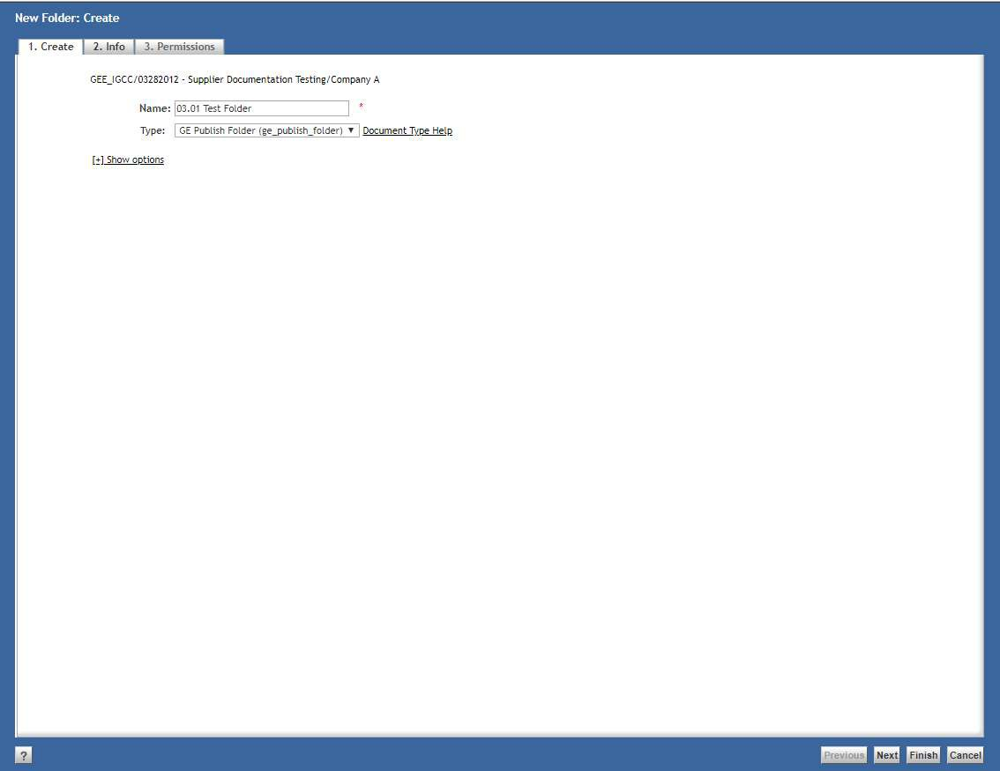 New Folder: Create
1. Create 2. Info 3. Permissions
GEE_IGCC/03282012 - Supplier Documentation Testing/Company A
Name: 03.01 Test Folder *
Type: GE Publish Folder (ge_publish_folder) ▼ Document Type Help
[+] Show options
? Previous Next Finish Cancel